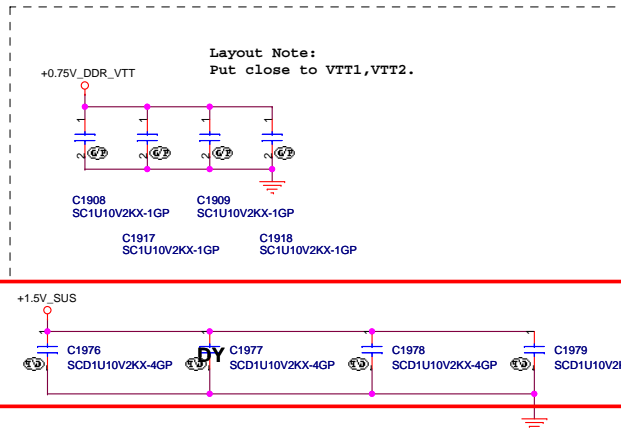 Layout Note:
Put close to VTT1,VTT2.
+0.75V_DDR_VTT
1 1 1 1
2 2 2 2
C1908
SC1U10V2KX-1GP
C1909
SC1U10V2KX-1GP
C1917
SC1U10V2KX-1GP
C1918
SC1U10V2KX-1GP
+1.5V_SUS
C1976
SCD1U10V2KX-4GP
DY
C1977
SCD1U10V2KX-4GP
C1978
SCD1U10V2KX-4GP
C1979
SCD1U10V2